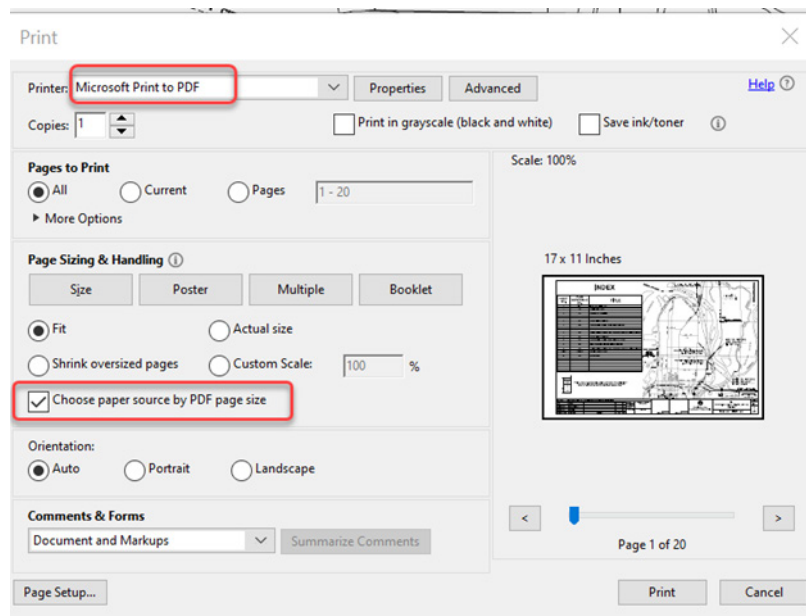 Print
Printer: Microsoft Print to PDF Properties Advanced Help
Copies: 1 Print in grayscale (black and white) Save ink/toner
Pages to Print
All Current Pages 1 - 20
More Options
Page Sizing & Handling
Size Poster Multiple Booklet
Fit Actual size
Shrink oversized pages Custom Scale: 100 %
Choose paper source by PDF page size
Orientation:
Auto Portrait Landscape
Comments & Forms
Document and Markups Summarize Comments
Page Setup...
Scale: 100%
17 x 11 Inches
INDEX
TITLE
< >
Page 1 of 20
Print Cancel